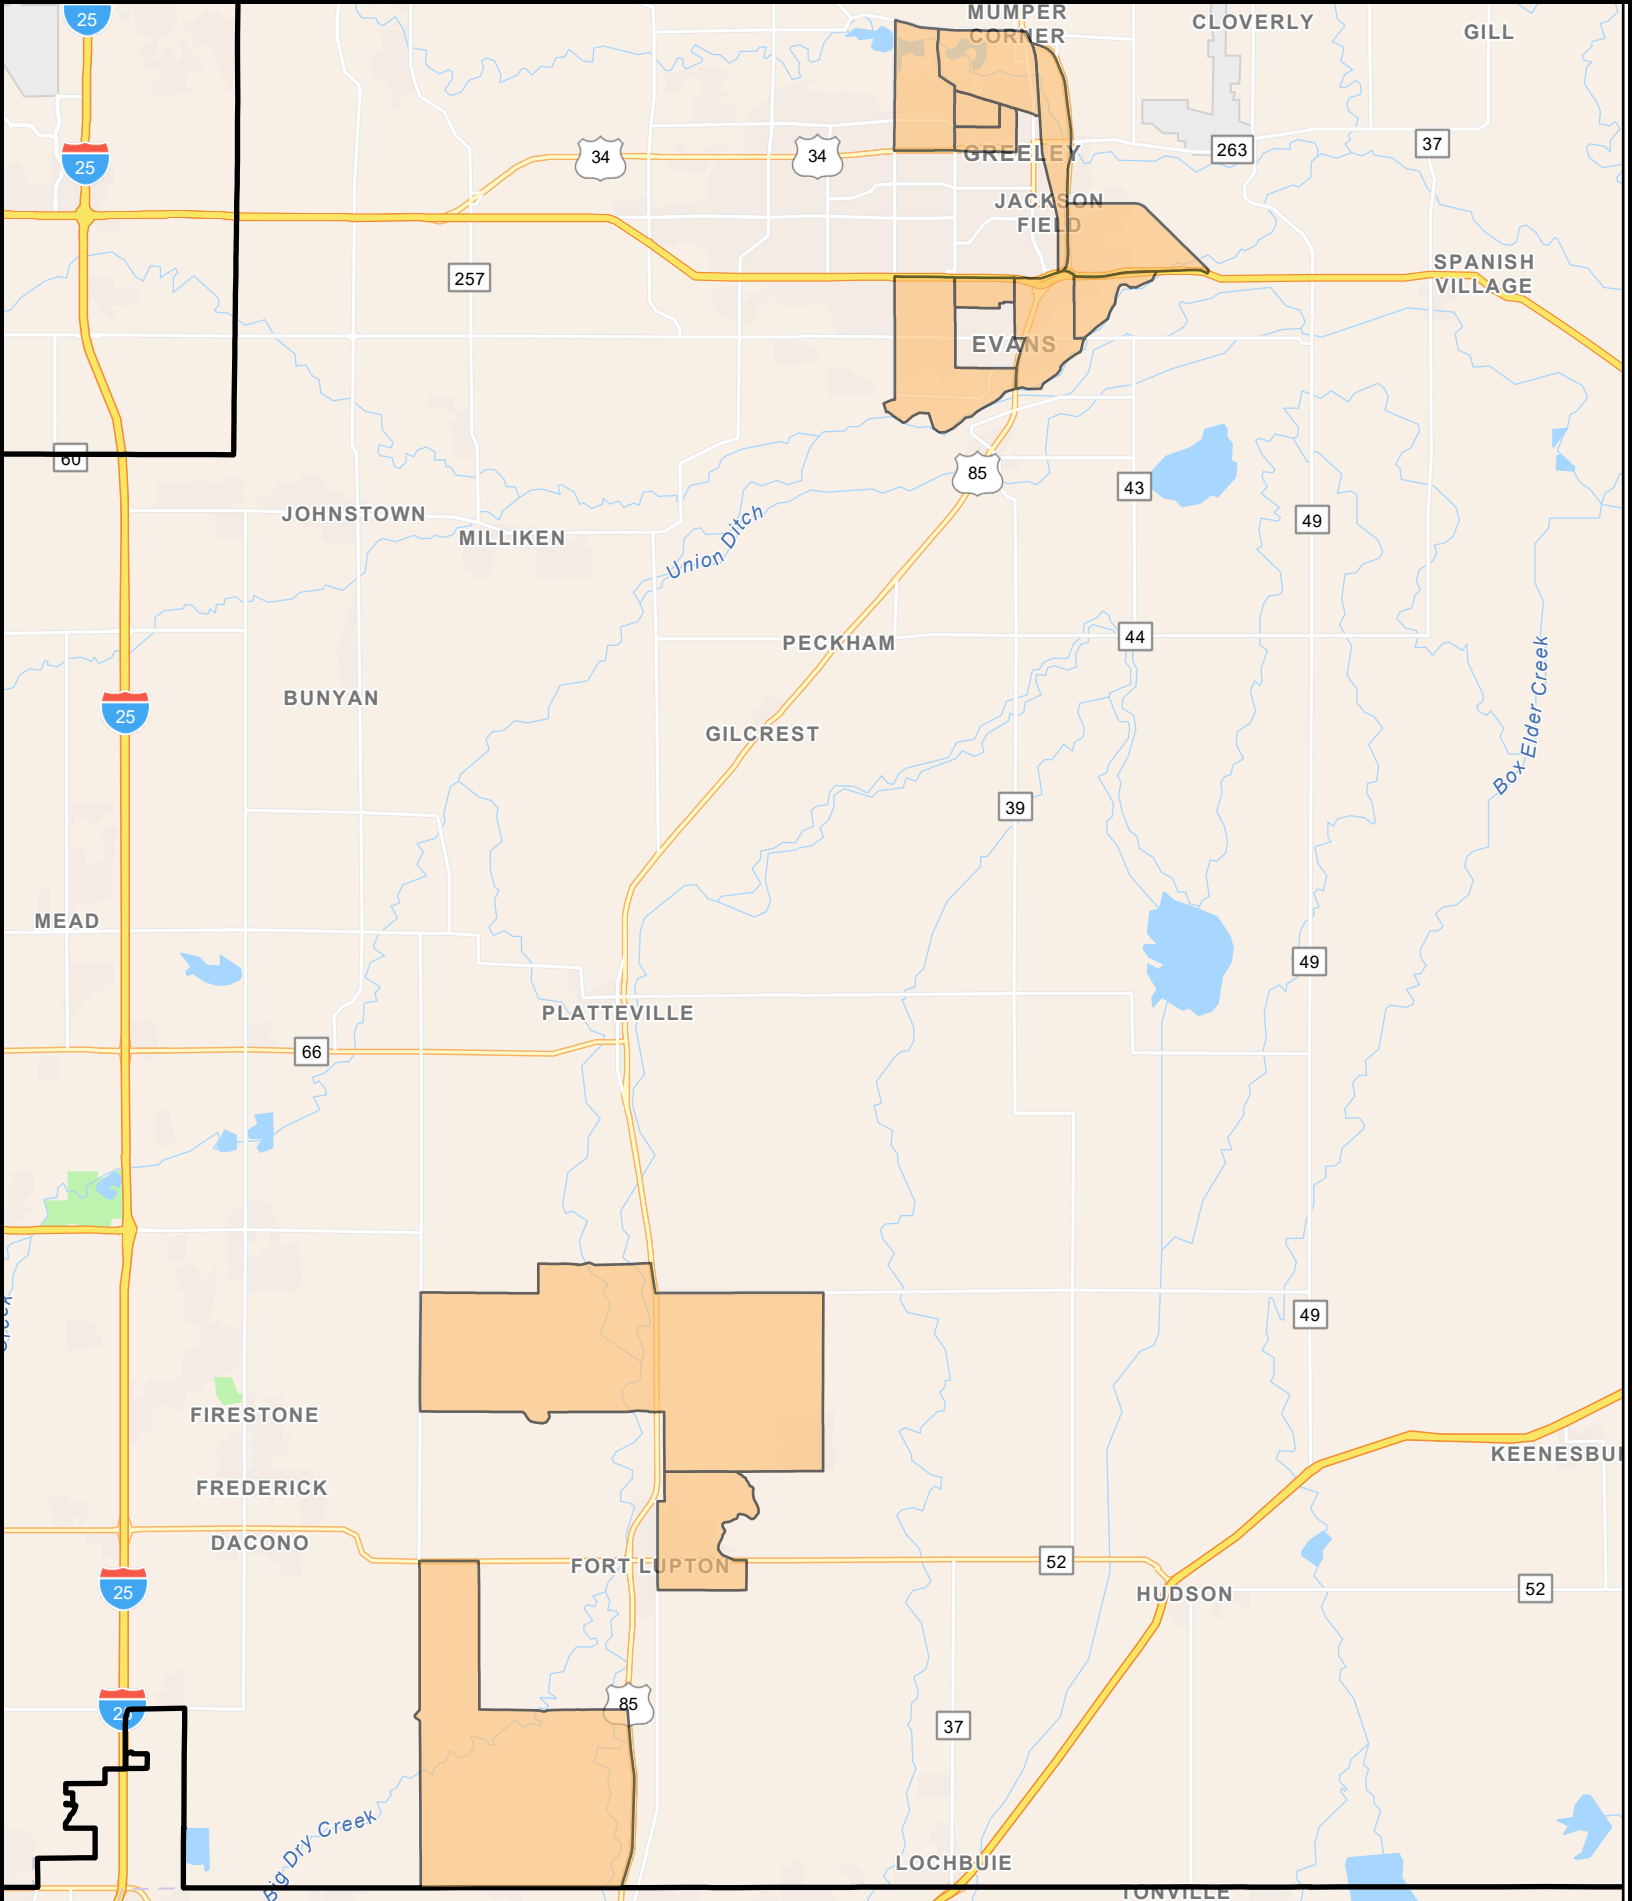 25
MUMPER
CORNER
CLOVERLY
GILL
25
34
34
GREELEY
263
37
JACKSON
FIELD
257
SPANISH
VILLAGE
EVANS
60
85
43
JOHNSTOWN
MILLIKEN
Union Ditch
49
PECKHAM
44
BUNYAN
25
GILCREST
Box Elder Creek
39
MEAD
49
PLATTEVILLE
66
49
FIRESTONE
KEENESBU
FREDERICK
DACONO
FORT LUPTON
52
25
HUDSON
52
85
25
37
Big Dry Creek
LOCHBUIE
TONVILLE